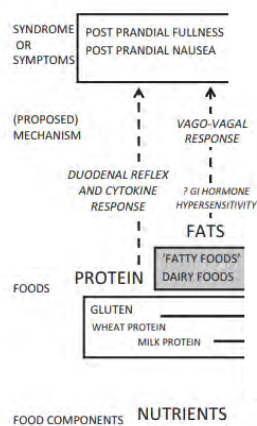 SYNDROME
OR
SYMPTOMS
POST PRANDIAL FULLNESS
POST PRANDIAL NAUSEA
(PROPOSED)
MECHANISM
VAGO-VAGAL
RESPONSE
DUODENAL REFLEX
AND CYTOKINE
RESPONSE
? GI HORMONE
HYPERSENSITIVITY
FATS
'FATTY FOODS'
DAIRY FOODS
PROTEIN
FOODS
GLUTEN
WHEAT PROTEIN
MILK PROTEIN
FOOD COMPONENTS NUTRIENTS